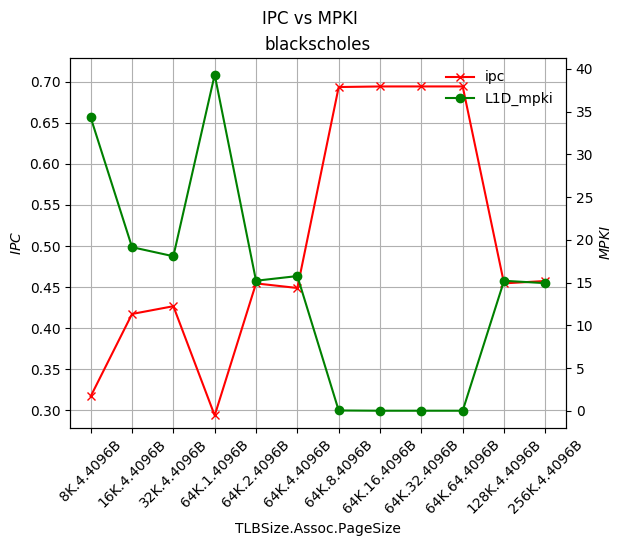 IPC vs MPKI
blackscholes
ipc
L1D_mpki
0.70
0.65
0.60
0.55
0.50
0.45
0.40
0.35
0.30
IPC
40
35
30
25
20
15
10
5
0
MPKI
8K.4.4096B
16K.4.4096B
32K.4.4096B
64K.1.4096B
64K.2.4096B
64K.4.4096B
64K.8.4096B
64K.16.4096B
64K.32.4096B
64K.64.4096B
128K.4.4096B
256K.4.4096B
TLBSize.Assoc.PageSize